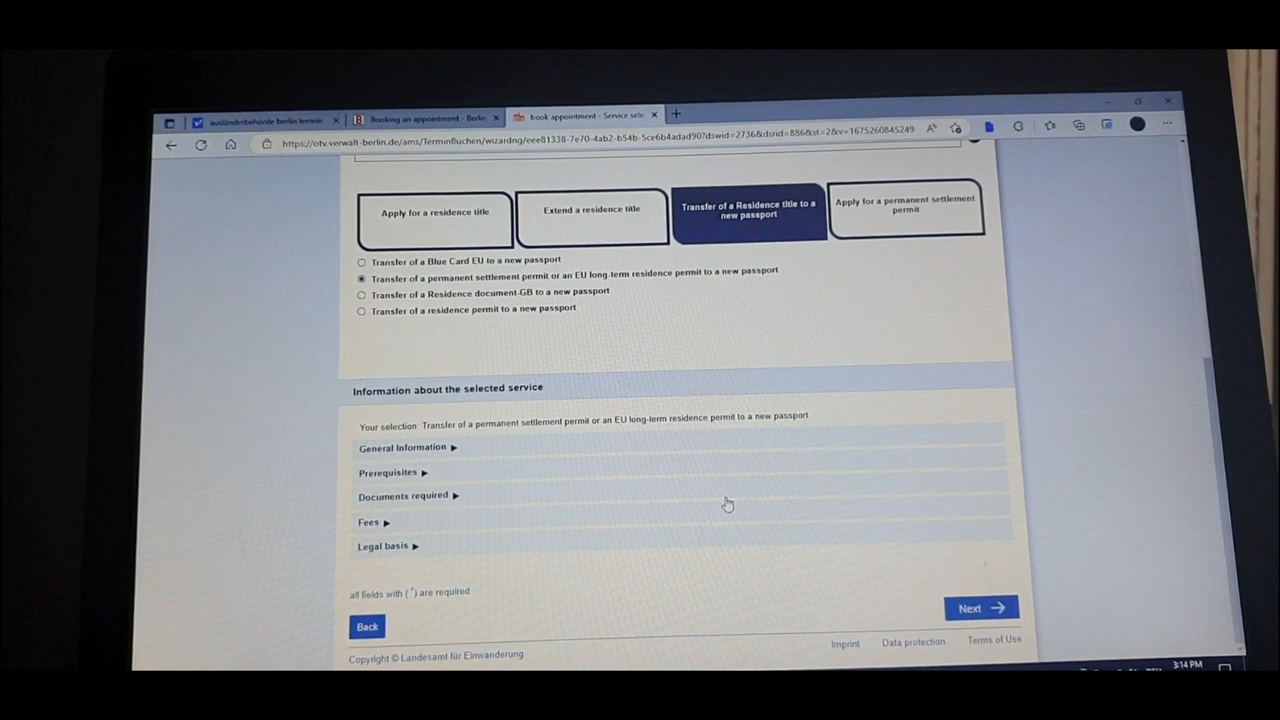 ausländerbehörde berlin termin
Booking an appointment - Berlin
book appointment - Service sele
https://otv.verwalt-berlin.de/ams/TerminBuchen/wizardng/eee81338-7e70-4ab2-b54b-5ce6b4adad90?dswid=2736&dsrid=886&st=2&v=1675260845249
Apply for a residence title
Extend a residence title
Transfer of a Residence title to a
new passport
Apply for a permanent settlement
permit
Transfer of a Blue Card EU to a new passport
Transfer of a permanent settlement permit or an EU long-term residence permit to a new passport
Transfer of a Residence document-GB to a new passport
Transfer of a residence permit to a new passport
Information about the selected service
Your selection: Transfer of a permanent settlement permit or an EU long-term residence permit to a new passport
General Information
Prerequisites
Documents required
Fees
Legal basis
all fields with (*) are required
Back
Next
Imprint
Data protection
Terms of Use
Copyright © Landesamt für Einwanderung
3:14 PM